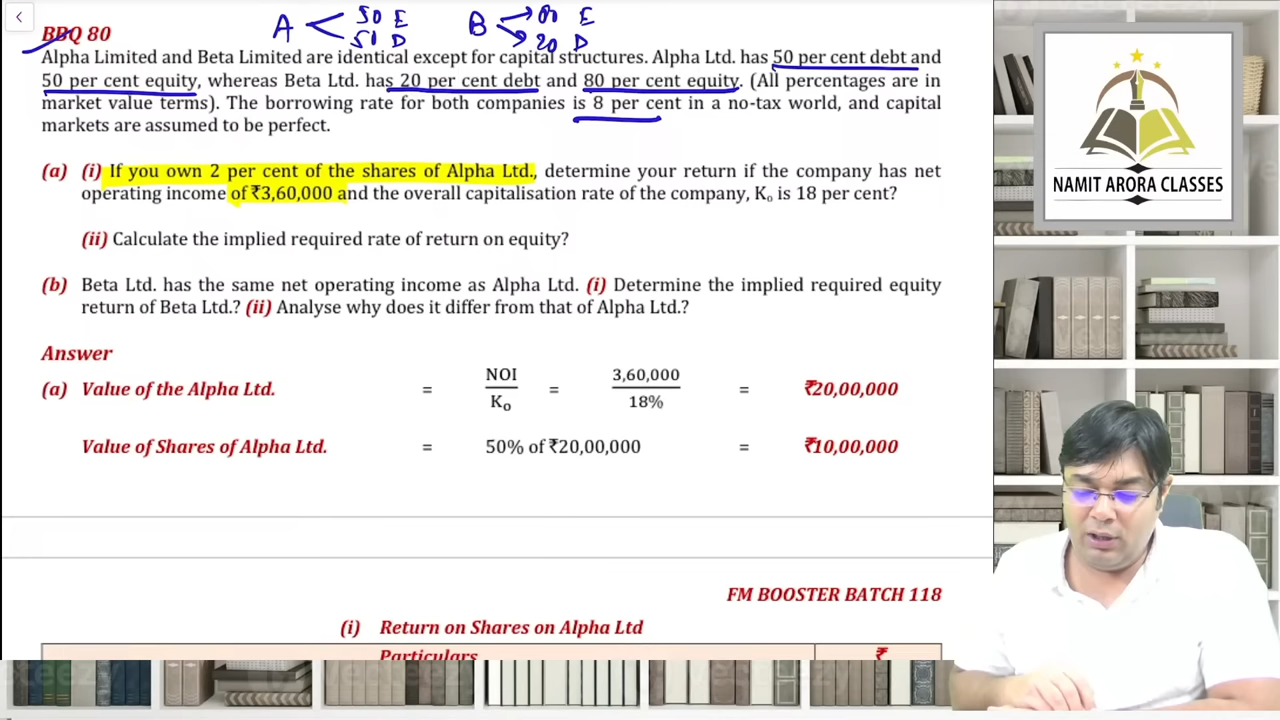 A 50 E 50 D B 80 E 20 D
BBQ 80
Alpha Limited and Beta Limited are identical except for capital structures. Alpha Ltd. has 50 per cent debt and
50 per cent equity, whereas Beta Ltd. has 20 per cent debt and 80 per cent equity. (All percentages are in
market value terms). The borrowing rate for both companies is 8 per cent in a no-tax world, and capital
markets are assumed to be perfect.
(a) (i) If you own 2 per cent of the shares of Alpha Ltd., determine your return if the company has net
operating income of ₹3,60,000 and the overall capitalisation rate of the company, Ko is 18 per cent?
(ii) Calculate the implied required rate of return on equity?
(b) Beta Ltd. has the same net operating income as Alpha Ltd. (i) Determine the implied required equity
return of Beta Ltd.? (ii) Analyse why does it differ from that of Alpha Ltd.?
Answer
(a) Value of the Alpha Ltd. = NOI / Ko = 3,60,000 / 18% = ₹20,00,000
Value of Shares of Alpha Ltd. = 50% of ₹20,00,000 = ₹10,00,000
FM BOOSTER BATCH 118
(i) Return on Shares on Alpha Ltd
Particulars ₹
NAMIT ARORA CLASSES